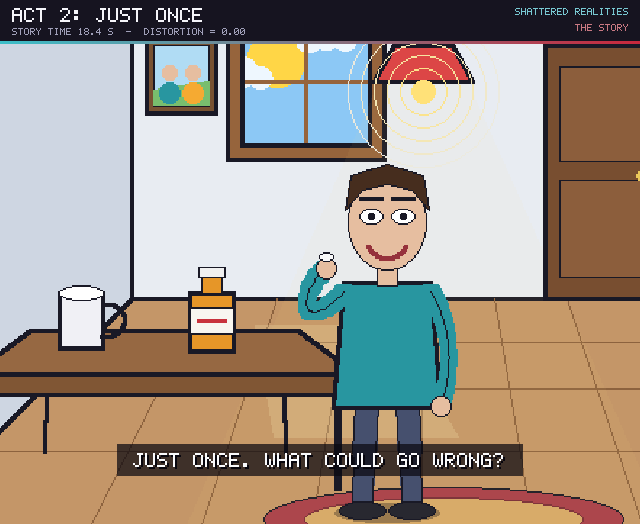 ACT 2: JUST ONCE
STORY TIME 18.4 S - DISTORTION = 0.00
SHATTERED REALITIES
THE STORY
JUST ONCE. WHAT COULD GO WRONG?